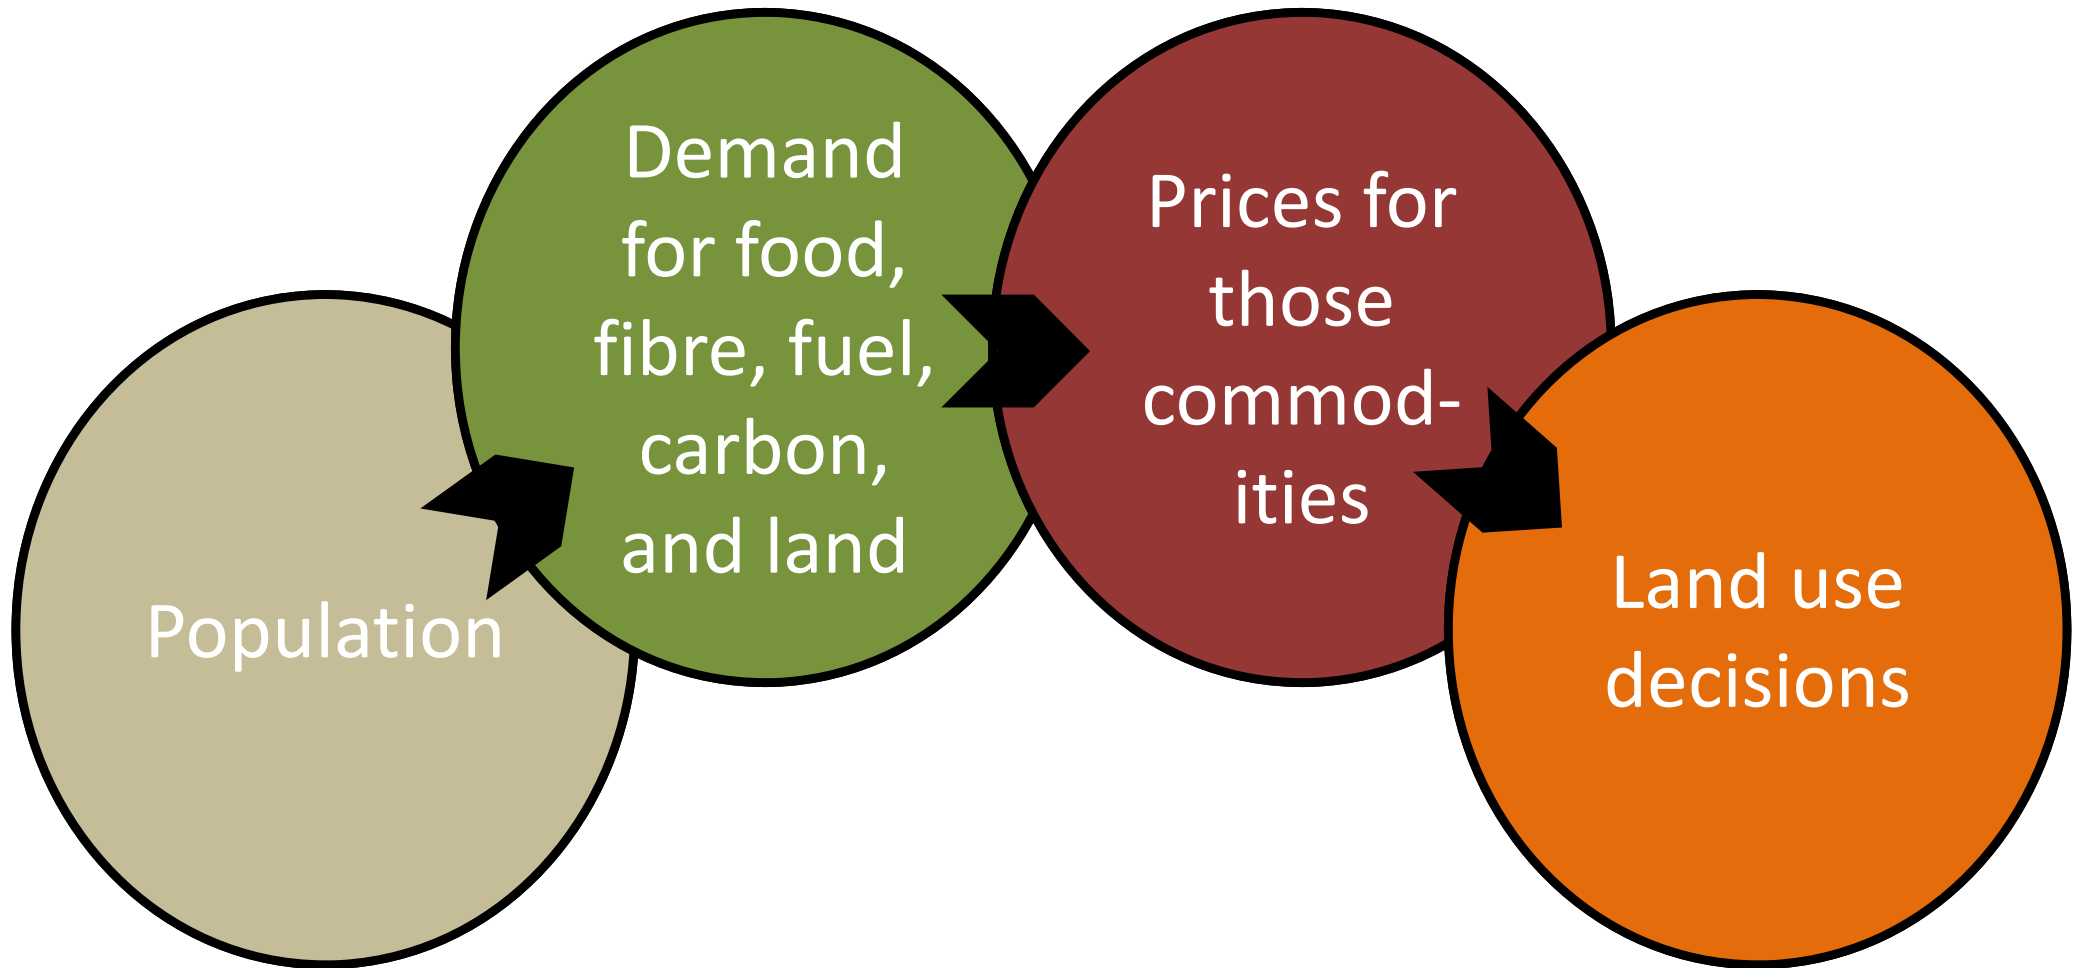 Population
Demand
for food,
fibre, fuel,
carbon,
and land
Prices for
those
commod-
ities
Land use
decisions